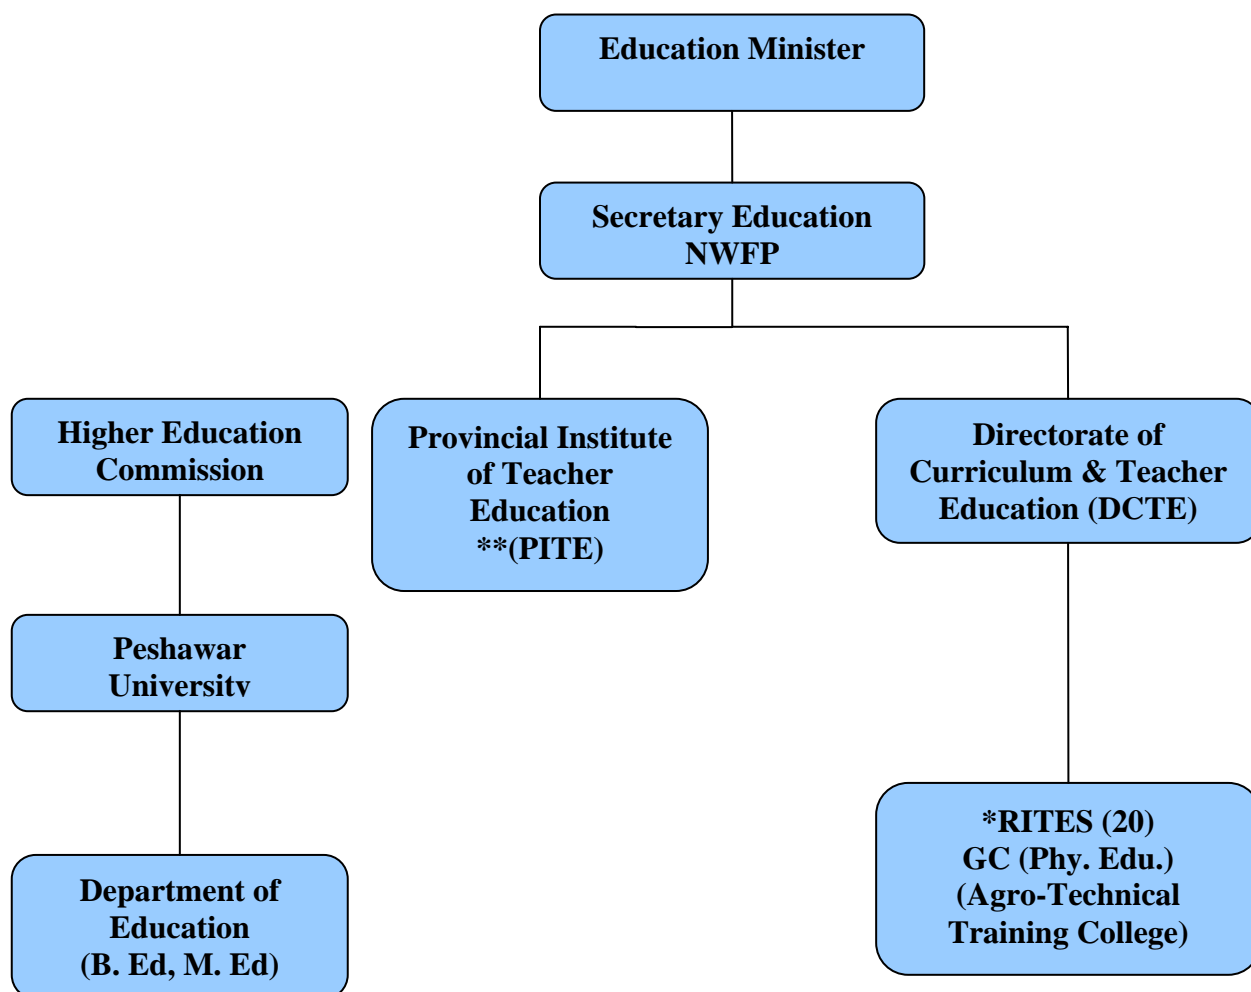 Education Minister
Secretary Education
NWFP
Higher Education
Commission
Provincial Institute
of Teacher
Education
**(PITE)
Directorate of
Curriculum & Teacher
Education (DCTE)
Peshawar
University
*RITES (20)
GC (Phy. Edu.)
(Agro-Technical
Training College)
Department of
Education
(B. Ed, M. Ed)